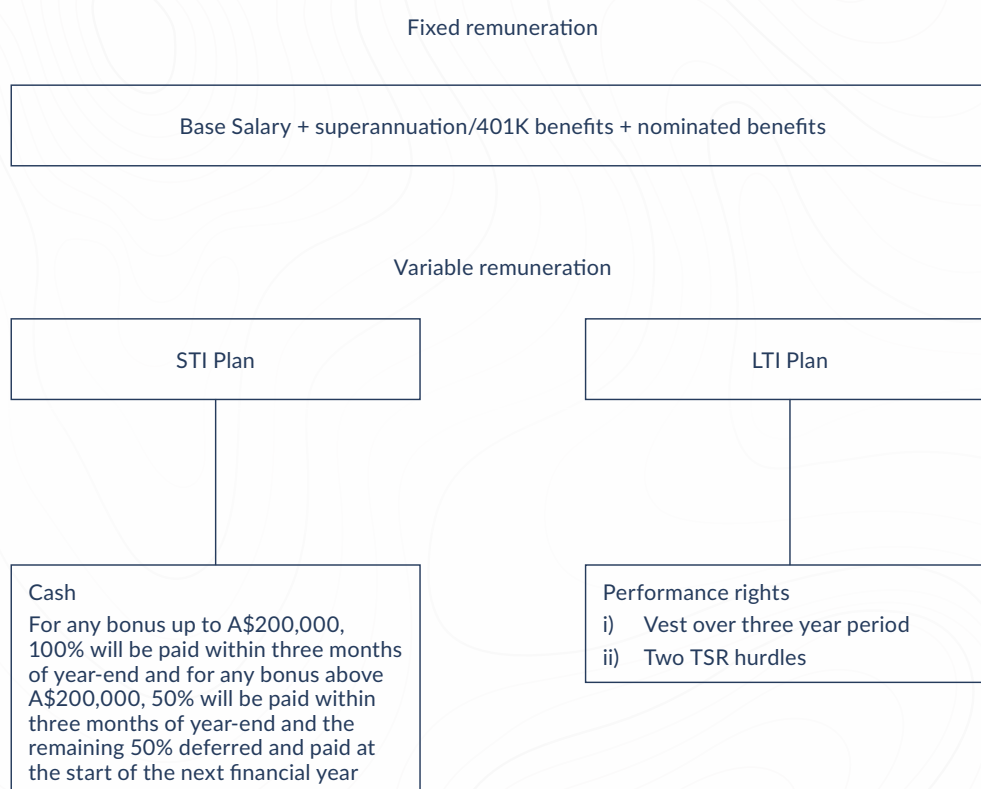 Fixed remuneration
Base Salary + superannuation/401K benefits + nominated benefits
Variable remuneration
STI Plan
LTI Plan
Cash
For any bonus up to A$200,000,
100% will be paid within three months
of year-end and for any bonus above
A$200,000, 50% will be paid within
three months of year-end and the
remaining 50% deferred and paid at
the start of the next financial year
Performance rights
i) Vest over three year period
ii) Two TSR hurdles